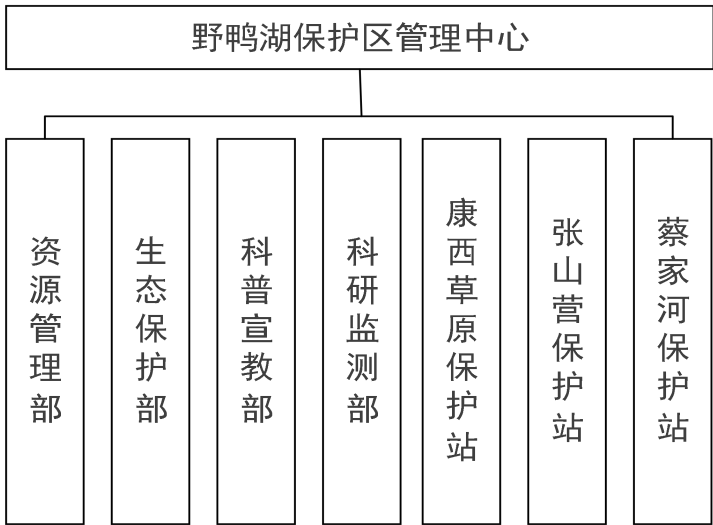 野鸭湖保护区管理中心
资源管理部
生态保护部
科普宣教部
科研监测部
康西草原保护站
张山营保护站
蔡家河保护站